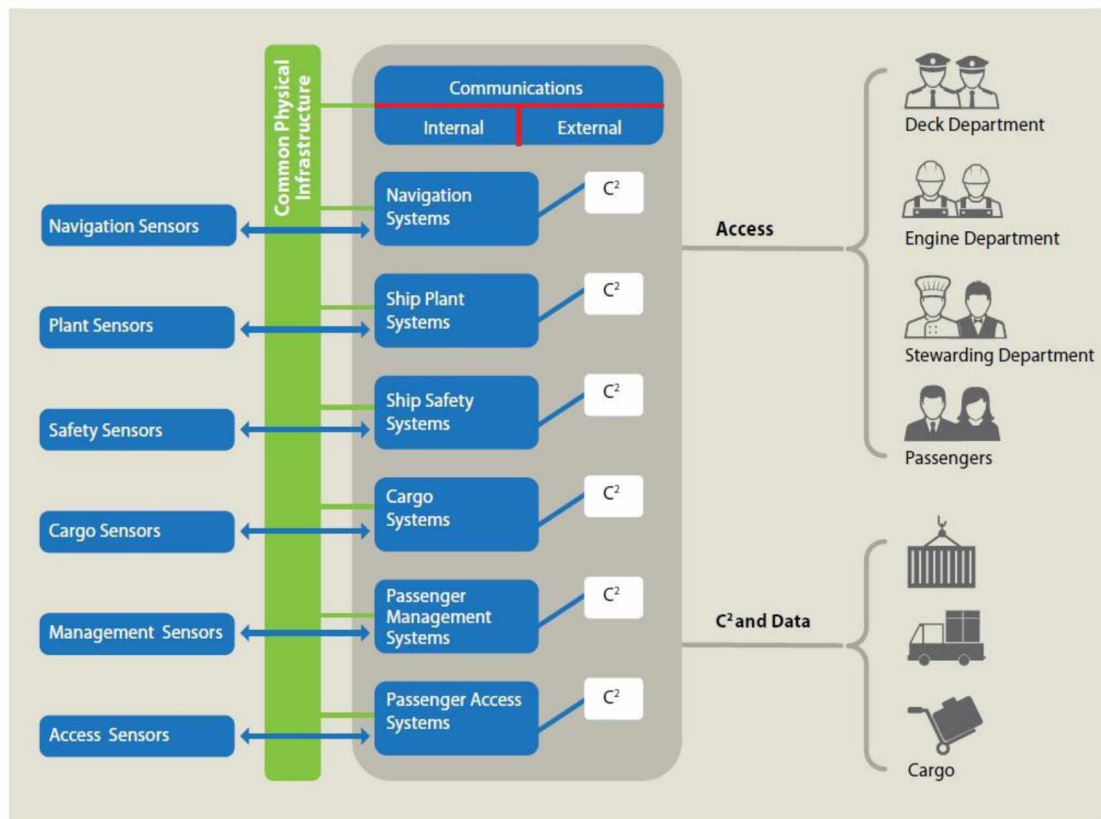 Common Physical
Infrastructure
Communications
Internal
External
Navigation Sensors
Navigation
Systems
C²
Plant Sensors
Ship Plant
Systems
C²
Safety Sensors
Ship Safety
Systems
C²
Cargo Sensors
Cargo
Systems
C²
Management Sensors
Passenger
Management
Systems
C²
Access Sensors
Passenger Access
Systems
C²
Access
Deck Department
Engine Department
Stewarding Department
Passengers
C² and Data
Cargo